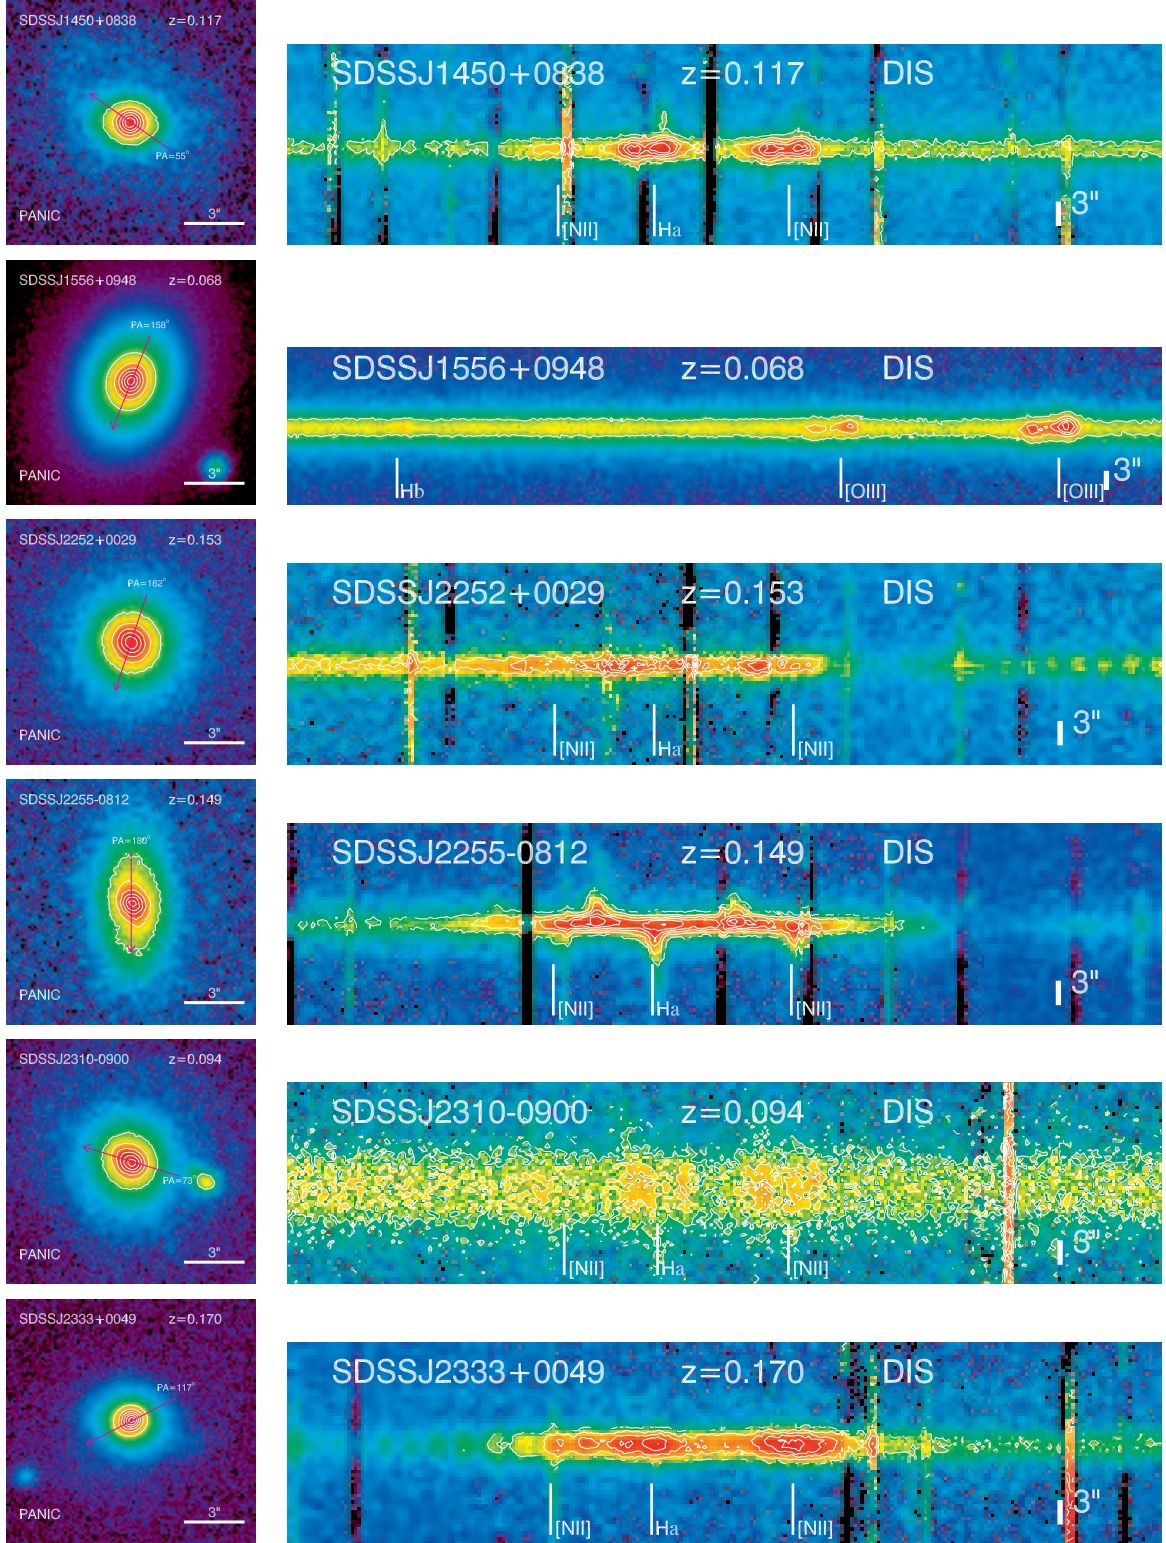 SDSSJ1450+0838 z=0.117
PA=55°
PANIC 3"
SDSSJ1450+0838 z=0.117 DIS
[NII] Ha [NII] 3"
SDSSJ1556+0948 z=0.068
PA=158°
PANIC 3"
SDSSJ1556+0948 z=0.068 DIS
Hb [OIII] [OIII] 3"
SDSSJ2252+0029 z=0.153
PA=162°
PANIC 3"
SDSSJ2252+0029 z=0.153 DIS
[NII] Ha [NII] 3"
SDSSJ2255-0812 z=0.149
PA=180°
PANIC 3"
SDSSJ2255-0812 z=0.149 DIS
[NII] Ha [NII] 3"
SDSSJ2310-0900 z=0.094
PA=73°
PANIC 3"
SDSSJ2310-0900 z=0.094 DIS
[NII] Ha [NII] 3"
SDSSJ2333+0049 z=0.170
PA=117°
PANIC 3"
SDSSJ2333+0049 z=0.170 DIS
[NII] Ha [NII] 3"